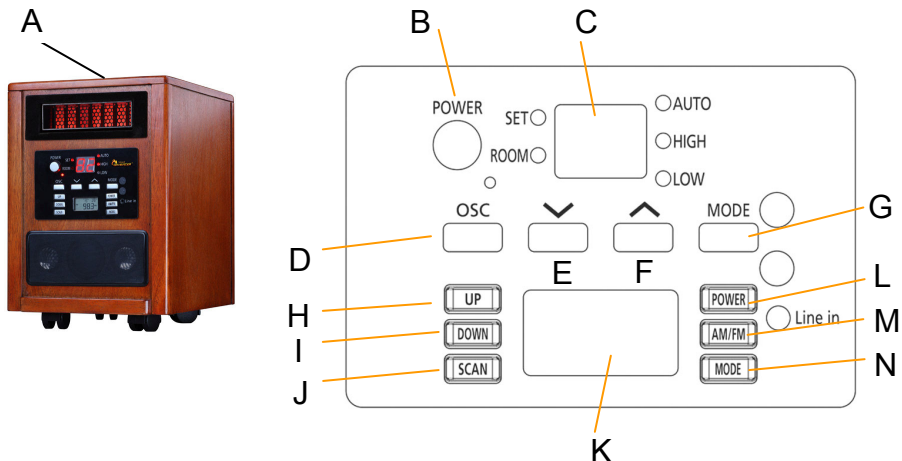 A
B
C
POWER
SET
ROOM
AUTO
HIGH
LOW
OSC
MODE
G
D
E
F
UP
POWER
L
H
DOWN
AM/FM
Line in
M
I
SCAN
MODE
N
J
K